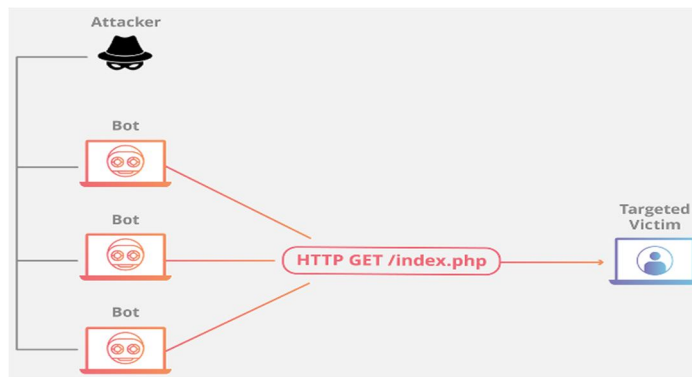 Attacker
Bot
Bot
HTTP GET /index.php
Targeted
Victim
Bot